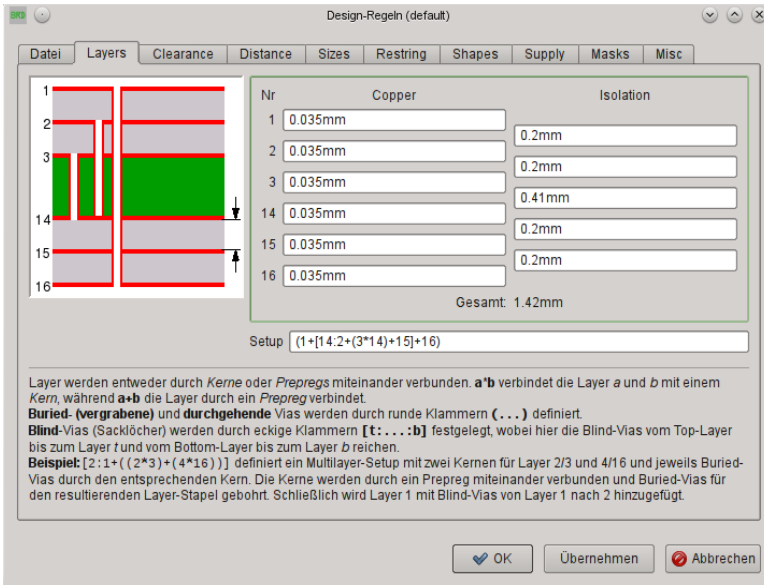 BRD
Design-Regeln (default)
Datei Layers Clearance Distance Sizes Restring Shapes Supply Masks Misc
1
2
3
14
15
16
Nr Copper Isolation
1 0.035mm
0.2mm
2 0.035mm
0.2mm
3 0.035mm
0.41mm
14 0.035mm
0.2mm
15 0.035mm
0.2mm
16 0.035mm
Gesamt: 1.42mm
Setup (1+[14:2+(3*14)+15]+16)
Layer werden entweder durch Kerne oder Prepregs miteinander verbunden. a*b verbindet die Layer a und b mit einem
Kern, während a+b die Layer durch ein Prepreg verbindet.
Buried- (vergrabene) und durchgehende Vias werden durch runde Klammern (...) definiert.
Blind-Vias (Sacklöcher) werden durch eckige Klammern [t:...:b] festgelegt, wobei hier die Blind-Vias vom Top-Layer
bis zum Layer t und vom Bottom-Layer bis zum Layer b reichen.
Beispiel: [2:1+((2*3)+(4*16))] definiert ein Multilayer-Setup mit zwei Kernen für Layer 2/3 und 4/16 und jeweils Buried-
Vias durch den entsprechenden Kern. Die Kerne werden durch ein Prepreg miteinander verbunden und Buried-Vias für
den resultierenden Layer-Stapel gebohrt. Schließlich wird Layer 1 mit Blind-Vias von Layer 1 nach 2 hinzugefügt.
OK Übernehmen Abbrechen